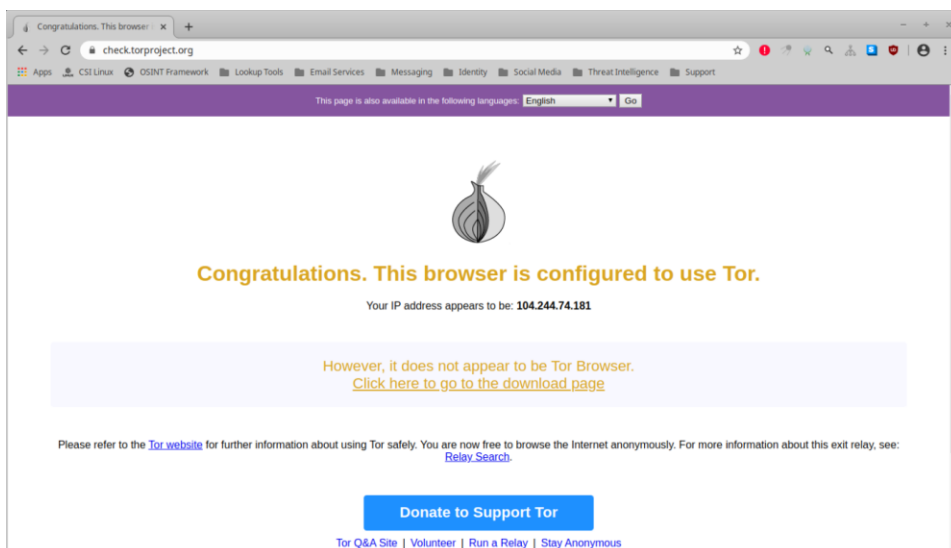 Congratulations. This browser
check.torproject.org
Apps CSI Linux OSINT Framework Lookup Tools Email Services Messaging Identity Social Media Threat Intelligence Support
This page is also available in the following languages: English Go
Congratulations. This browser is configured to use Tor.
Your IP address appears to be: 104.244.74.181
However, it does not appear to be Tor Browser.
Click here to go to the download page
Please refer to the Tor website for further information about using Tor safely. You are now free to browse the Internet anonymously. For more information about this exit relay, see:
Relay Search.
Donate to Support Tor
Tor Q&A Site | Volunteer | Run a Relay | Stay Anonymous